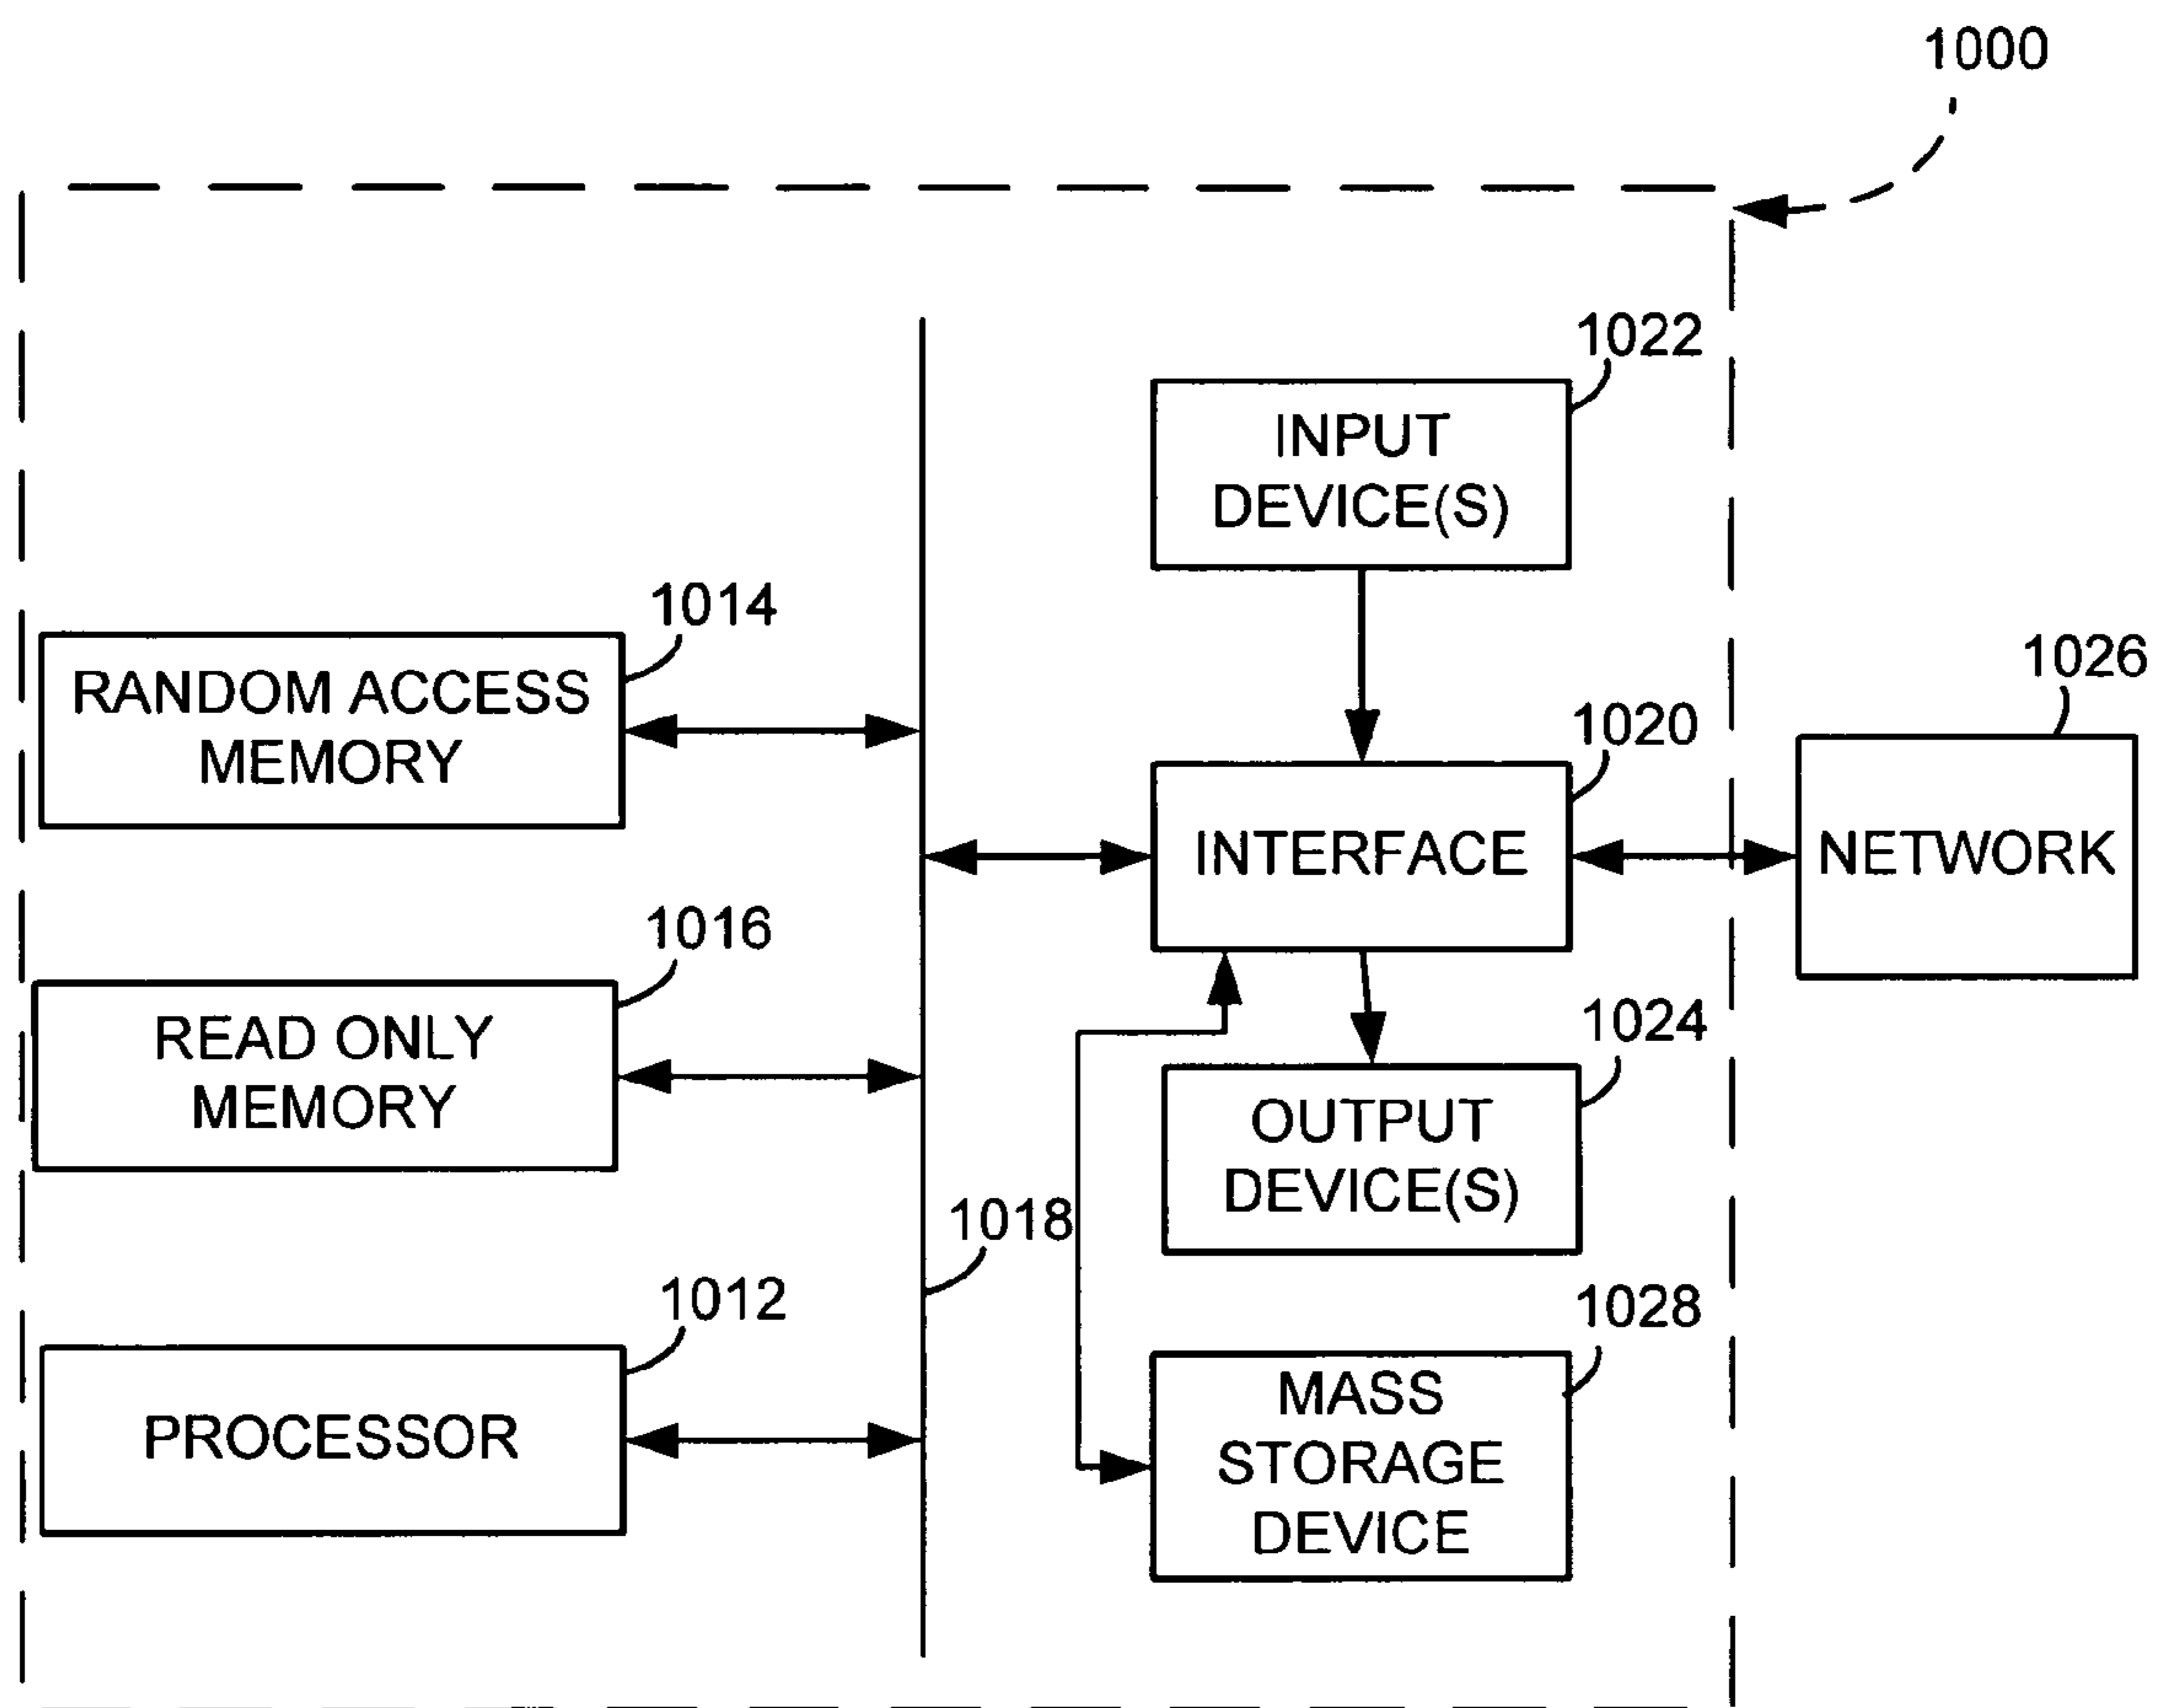 1000
1022
INPUT
DEVICE(S)
1014
RANDOM ACCESS
MEMORY
1020
INTERFACE
1026
NETWORK
1016
READ ONLY
MEMORY
1024
OUTPUT
DEVICE(S)
1018
1012
PROCESSOR
1028
MASS
STORAGE
DEVICE